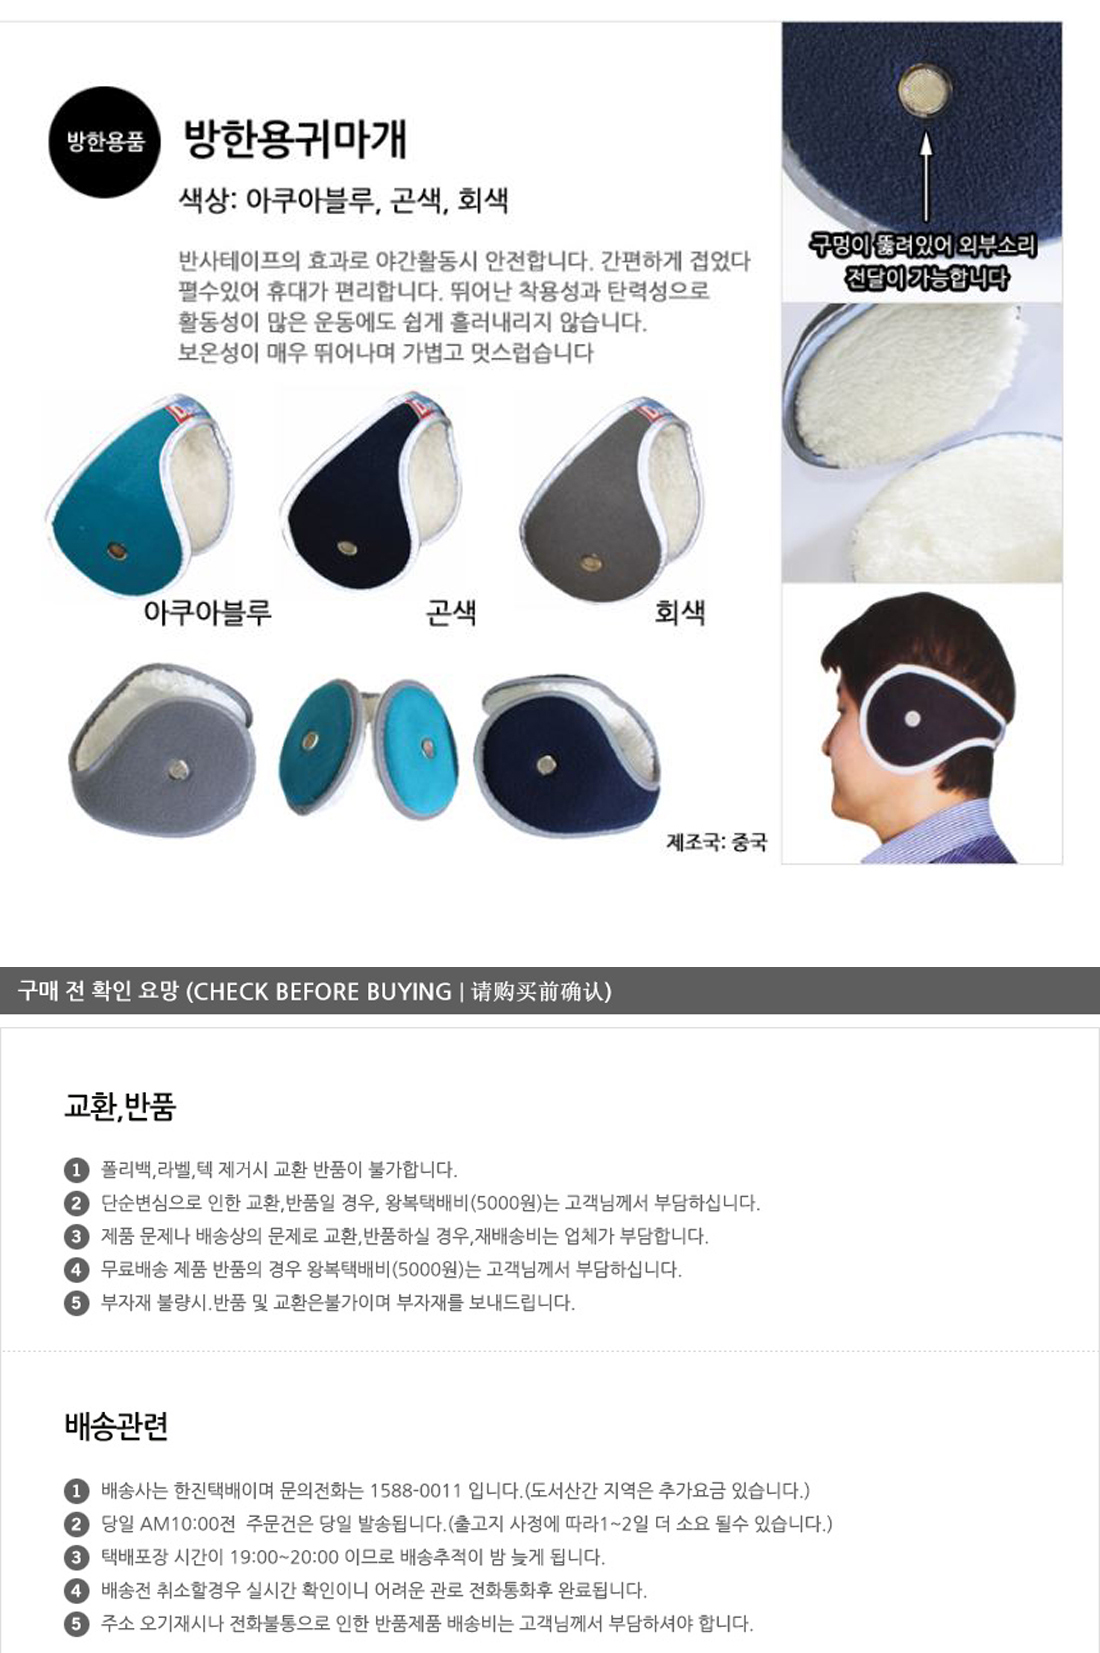 방한용품
방한용귀마개
색상: 아쿠아블루, 곤색, 회색
반사테이프의 효과로 야간활동시 안전합니다. 간편하게 접었다
펼수있어 휴대가 편리합니다. 뛰어난 착용성과 탄력성으로
활동성이 많은 운동에도 쉽게 흘러내리지 않습니다.
보온성이 매우 뛰어나며 가볍고 멋스럽습니다
구멍이 뚫려있어 외부소리
전달이 가능합니다
아쿠아블루
곤색
회색
제조국: 중국
구매 전 확인 요망 (CHECK BEFORE BUYING | 请购买前确认)
교환,반품
1 폴리백,라벨,텍 제거시 교환 반품이 불가합니다.
2 단순변심으로 인한 교환,반품일 경우, 왕복택배비(5000원)는 고객님께서 부담하십니다.
3 제품 문제나 배송상의 문제로 교환,반품하실 경우,재배송비는 업체가 부담합니다.
4 무료배송 제품 반품의 경우 왕복택배비(5000원)는 고객님께서 부담하십니다.
5 부자재 불량시.반품 및 교환은불가이며 부자재를 보내드립니다.
배송관련
1 배송사는 한진택배이며 문의전화는 1588-0011 입니다.(도서산간 지역은 추가요금 있습니다.)
2 당일 AM10:00전 주문건은 당일 발송됩니다.(출고지 사정에 따라1~2일 더 소요 될수 있습니다.)
3 택배포장 시간이 19:00~20:00 이므로 배송추적이 밤 늦게 됩니다.
4 배송전 취소할경우 실시간 확인이니 어려운 관로 전화통화후 완료됩니다.
5 주소 오기재시나 전화불통으로 인한 반품제품 배송비는 고객님께서 부담하셔야 합니다.